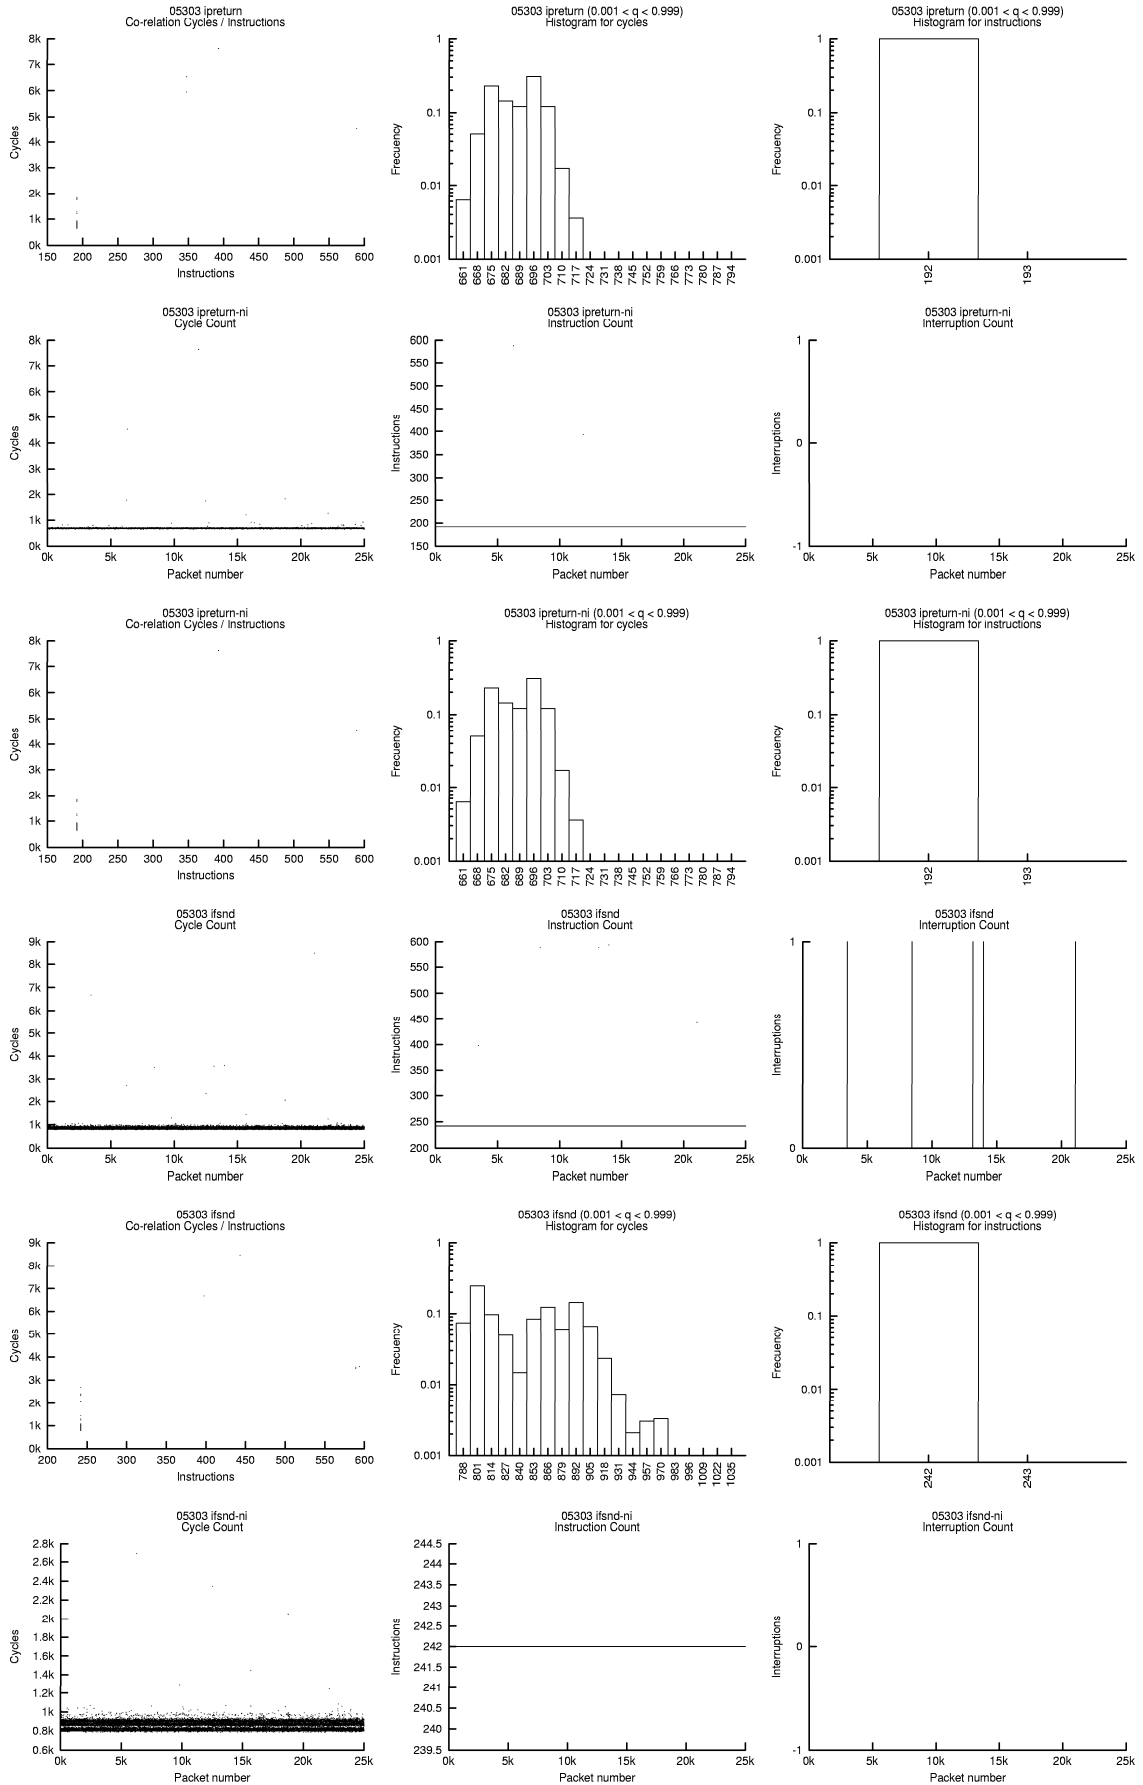 05303 ipreturn
Co-relation Cycles / Instructions
8k
7k
6k
5k
4k
3k
2k
1k
0k
Cycles
150 200 250 300 350 400 450 500 550 600
Instructions
05303 ipreturn (0.001 < q < 0.999)
Histogram for cycles
1
0.1
0.01
0.001
Frecuency
661 668 675 682 689 696 703 710 717 724 731 738 745 752 759 766 773 780 787 794
05303 ipreturn (0.001 < q < 0.999)
Histogram for instructions
1
0.1
0.01
0.001
Frecuency
192 193
05303 ipreturn-ni
Cycle Count
8k
7k
6k
5k
4k
3k
2k
1k
0k
Cycles
0k 5k 10k 15k 20k 25k
Packet number
05303 ipreturn-ni
Instruction Count
600
550
500
450
400
350
300
250
200
150
Instructions
0k 5k 10k 15k 20k 25k
Packet number
05303 ipreturn-ni
Interruption Count
1
0
-1
Interruptions
0k 5k 10k 15k 20k 25k
Packet number
05303 ipreturn-ni
Co-relation Cycles / Instructions
8k
7k
6k
5k
4k
3k
2k
1k
0k
Cycles
150 200 250 300 350 400 450 500 550 600
Instructions
05303 ipreturn-ni (0.001 < q < 0.999)
Histogram for cycles
1
0.1
0.01
0.001
Frecuency
661 668 675 682 689 696 703 710 717 724 731 738 745 752 759 766 773 780 787 794
05303 ipreturn-ni (0.001 < q < 0.999)
Histogram for instructions
1
0.1
0.01
0.001
Frecuency
192 193
05303 ifsnd
Cycle Count
9k
8k
7k
6k
5k
4k
3k
2k
1k
0k
Cycles
0k 5k 10k 15k 20k 25k
Packet number
05303 ifsnd
Instruction Count
600
550
500
450
400
350
300
250
200
Instructions
0k 5k 10k 15k 20k 25k
Packet number
05303 ifsnd
Interruption Count
1
0
Interruptions
0k 5k 10k 15k 20k 25k
Packet number
05303 ifsnd
Co-relation Cycles / Instructions
9k
8k
7k
6k
5k
4k
3k
2k
1k
0k
Cycles
200 250 300 350 400 450 500 550 600
Instructions
05303 ifsnd (0.001 < q < 0.999)
Histogram for cycles
1
0.1
0.01
0.001
Frecuency
788 801 814 827 840 853 866 879 892 905 918 931 944 957 970 983 996 1009 1022 1035
05303 ifsnd (0.001 < q < 0.999)
Histogram for instructions
1
0.1
0.01
0.001
Frecuency
242 243
05303 ifsnd-ni
Cycle Count
2.8k
2.6k
2.4k
2.2k
2k
1.8k
1.6k
1.4k
1.2k
1k
0.8k
0.6k
Cycles
0k 5k 10k 15k 20k 25k
Packet number
05303 ifsnd-ni
Instruction Count
244.5
244
243.5
243
242.5
242
241.5
241
240.5
240
239.5
Instructions
0k 5k 10k 15k 20k 25k
Packet number
05303 ifsnd-ni
Interruption Count
1
0
-1
Interruptions
0k 5k 10k 15k 20k 25k
Packet number